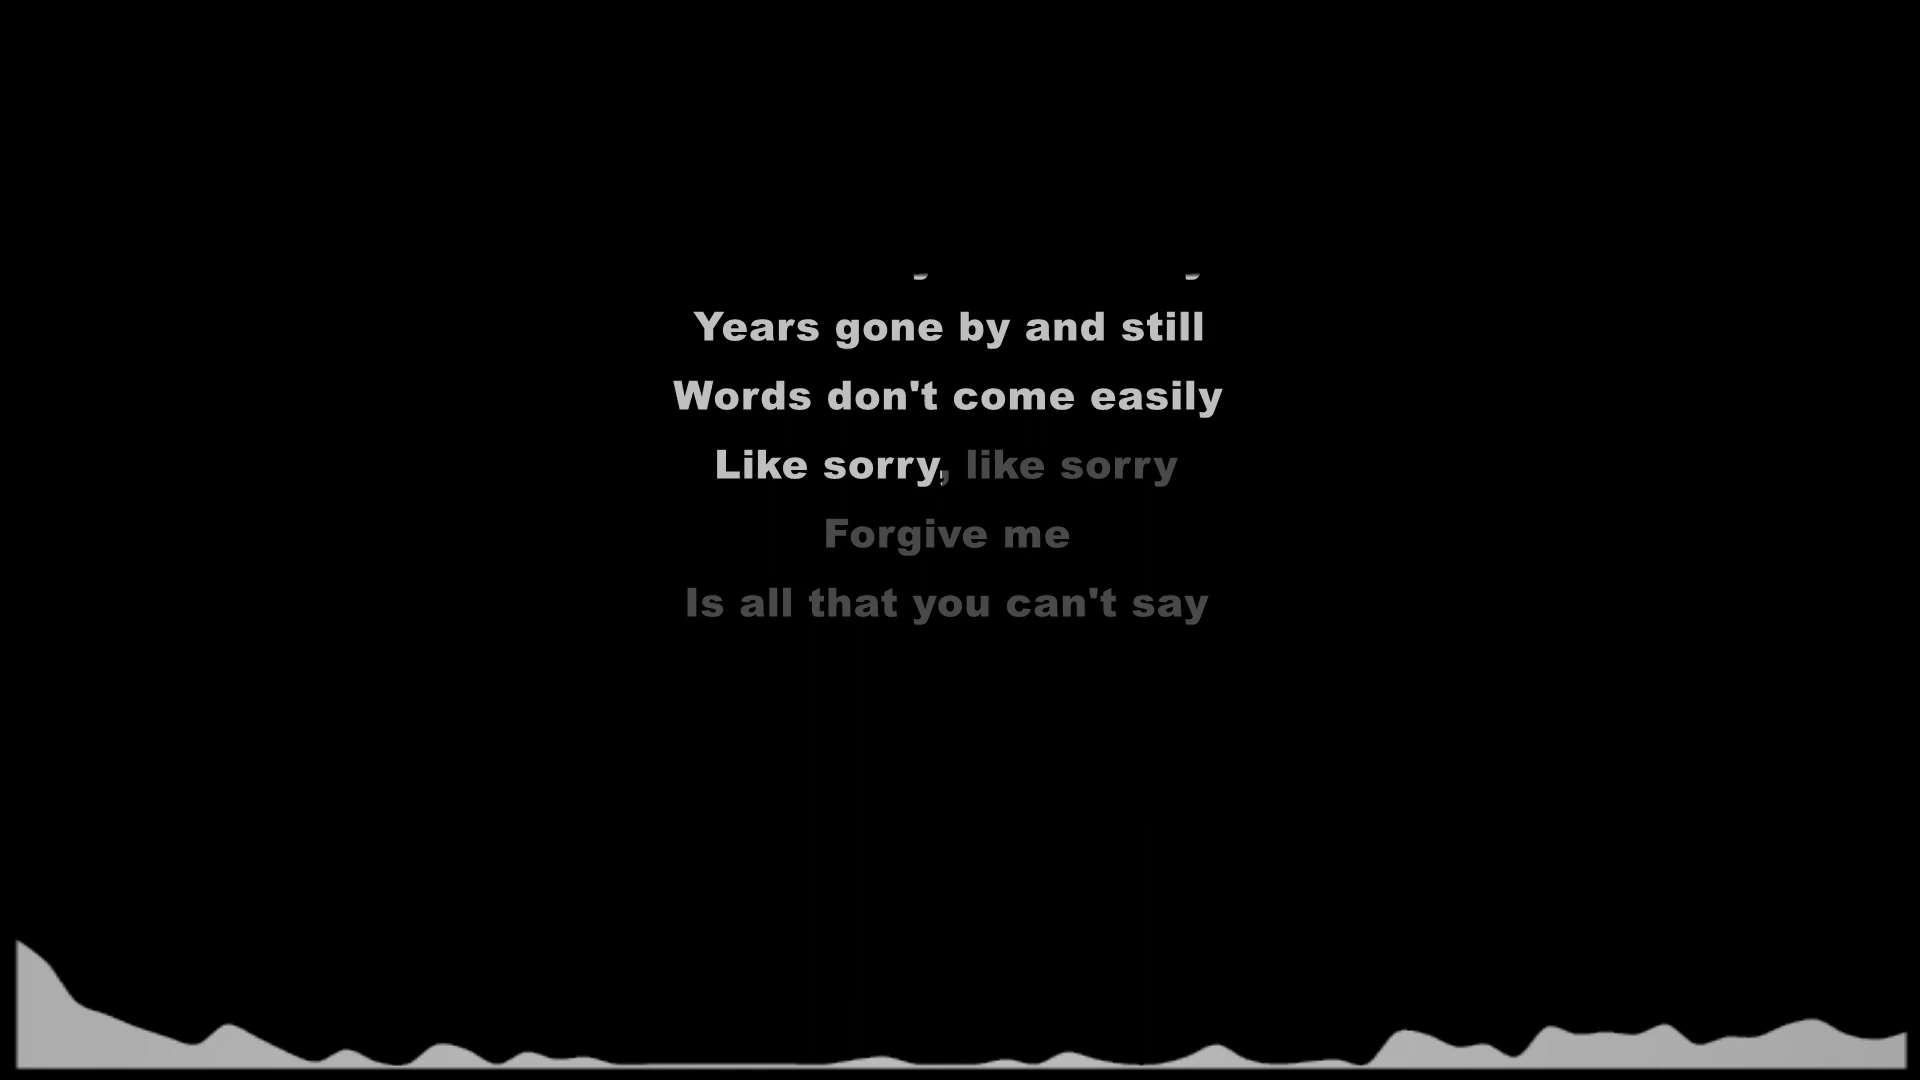 Years gone by and still
Words don't come easily
Like sorry, like sorry
Forgive me
Is all that you can't say